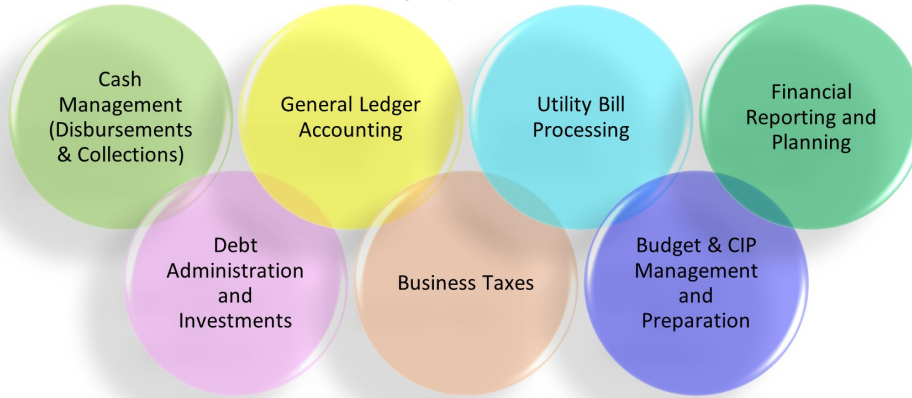 Cash
Management
(Disbursements
& Collections)
General Ledger
Accounting
Utility Bill
Processing
Financial
Reporting and
Planning
Debt
Administration
and
Investments
Business Taxes
Budget & CIP
Management
and
Preparation